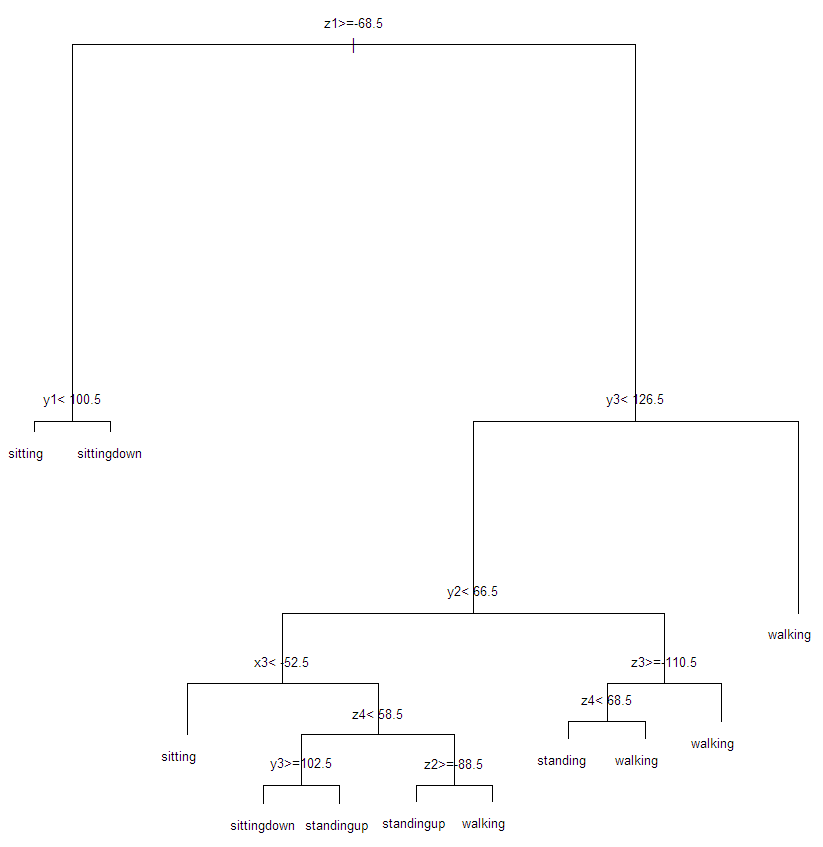 z1>=-68.5
y1< 100.5
y3< 126.5
sitting
sittingdown
y2< 66.5
walking
x3< -52.5
z3>=-110.5
z4< 68.5
z4< 58.5
walking
sitting
standing
walking
y3>=102.5
z2>=-88.5
sittingdown
standingup
standingup
walking